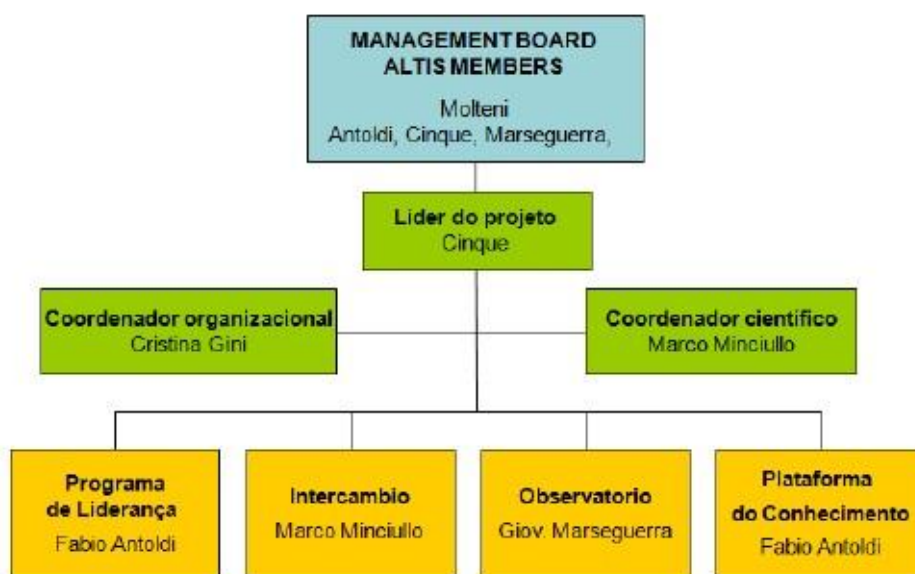 MANAGEMENT BOARD
ALTIS MEMBERS
Molteni
Antoldi, Cinque, Marseguerra,
Lider do projeto
Cinque
Coordenador organizacional
Cristina Gini
Coordenador científico
Marco Minciullo
Programa
de Liderança
Fabio Antoldi
Intercambio
Marco Minciullo
Observatorio
Giov. Marseguerra
Plataforma
do Conhecimento
Fabio Antoldi